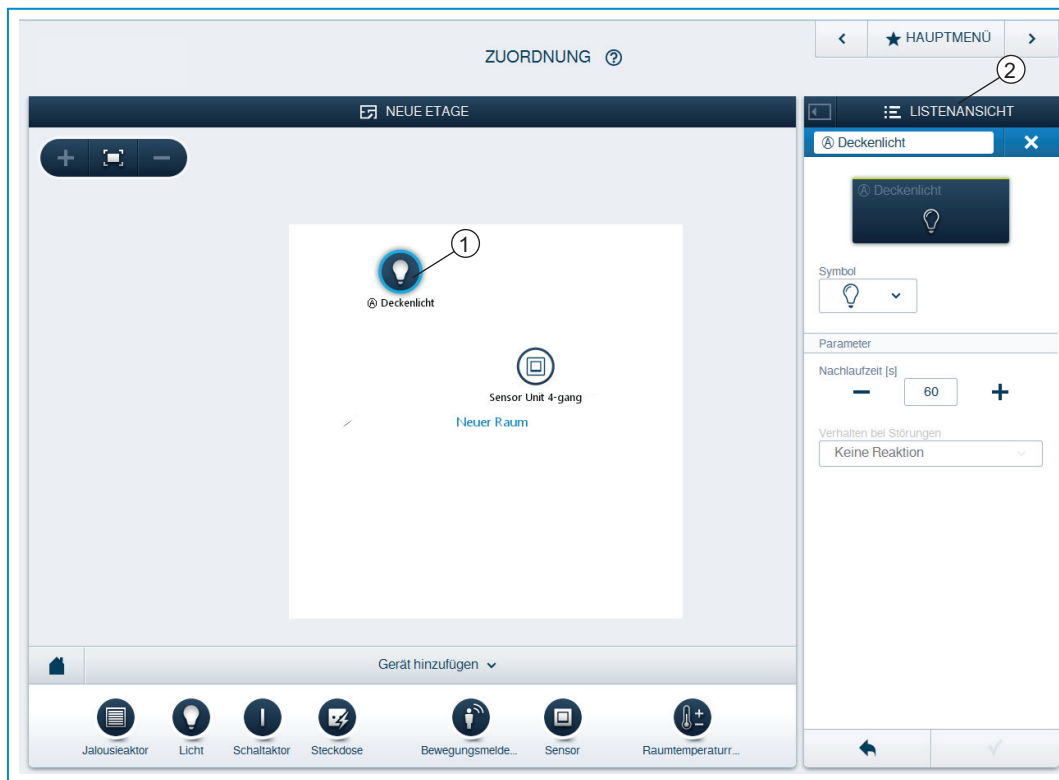 ZUORDNUNG ?
HAUPTMENÜ
2
NEUE ETAGE
LISTENANSICHT
Ⓐ Deckenlicht
Ⓐ Deckenlicht
1
Ⓐ Deckenlicht
Symbol
Sensor Unit 4-gang
Neuer Raum
Parameter
Nachlaufzeit [s]
60
Verhalten bei Störungen
Keine Reaktion
Gerät hinzufügen
Jalousieaktor Licht Schaltaktor Steckdose Bewegungsmelde... Sensor Raumtemperaturr...